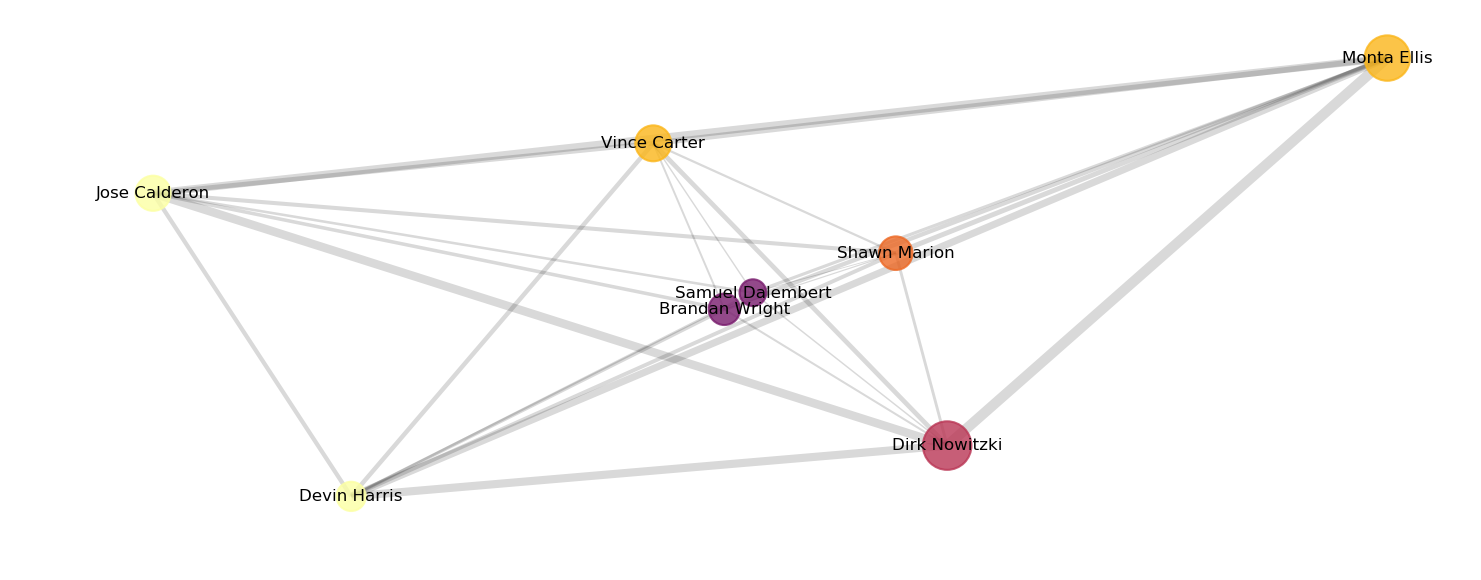 Monta Ellis
Vince Carter
Jose Calderon
Shawn Marion
Samuel Dalembert
Brandan Wright
Dirk Nowitzki
Devin Harris